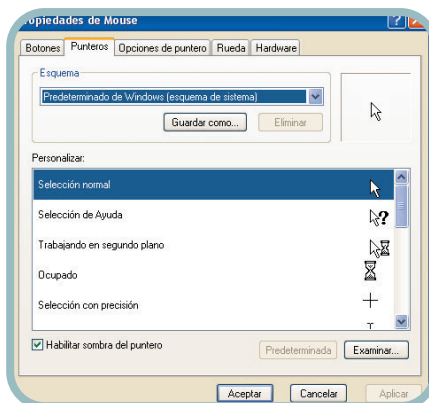 opiedades de Mouse
Botones Punteros Opciones de puntero Rueda Hardware
Esquema
Predeterminado de Windows (esquema de sistema)
Guardar como... Eliminar
Personalizar:
Selección normal
Selección de Ayuda
Trabajando en segundo plano
Ocupado
Selección con precisión
Habilitar sombra del puntero
Predeterminada Examinar...
Aceptar Cancelar Aplicar